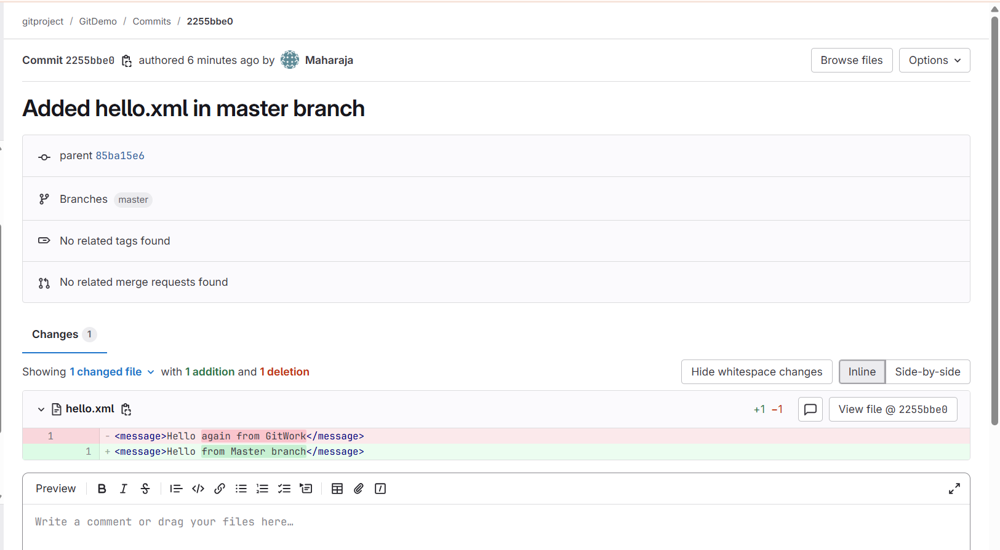 gitproject / GitDemo / Commits / 2255bbe0
Commit 2255bbe0 authored 6 minutes ago by Maharaja
Browse files
Options
Added hello.xml in master branch
parent 85ba15e6
Branches master
No related tags found
No related merge requests found
Changes 1
Showing 1 changed file with 1 addition and 1 deletion
Hide whitespace changes
Inline
Side-by-side
hello.xml
+1 −1
View file @ 2255bbe0
1 - <message>Hello again from GitWork</message>
1 + <message>Hello from Master branch</message>
Preview
Write a comment or drag your files here…